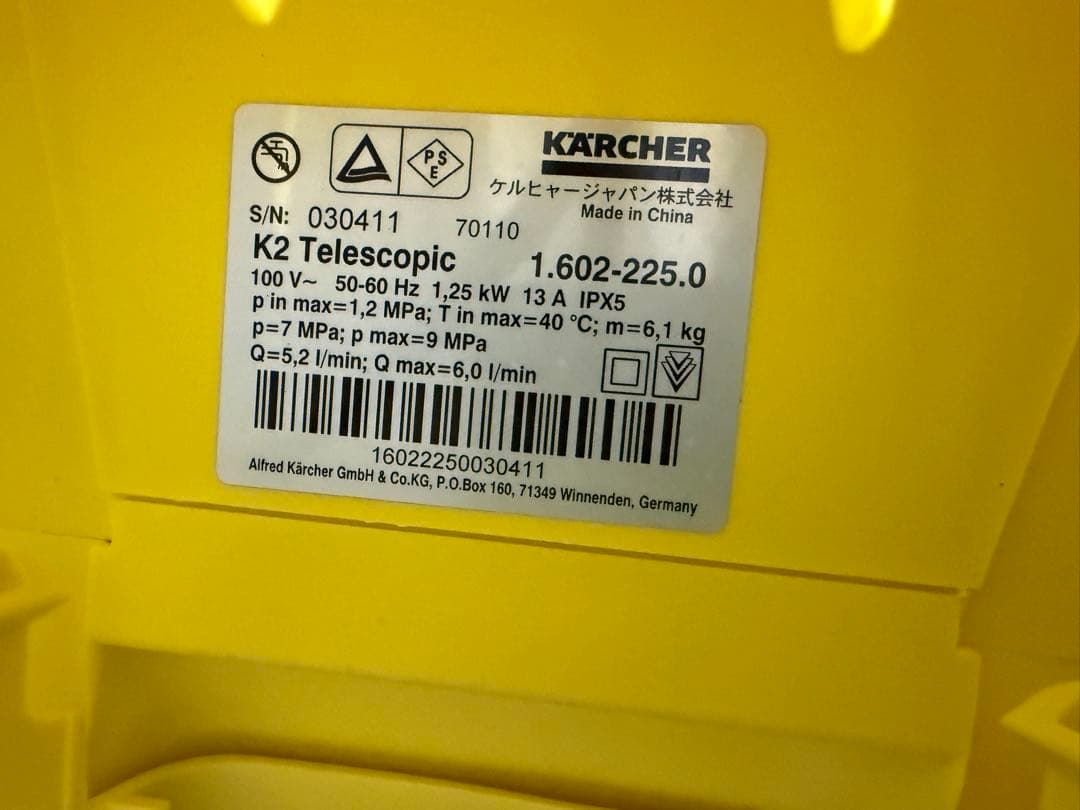 KÄRCHER
ケルヒャージャパン株式会社
Made in China
PS
E
S/N: 030411 70110
K2 Telescopic 1.602-225.0
100 V~ 50-60 Hz 1,25 kW 13 A IPX5
p in max=1,2 MPa; T in max=40 °C; m=6,1 kg
p=7 MPa; p max=9 MPa
Q=5,2 l/min; Q max=6,0 l/min
16022250030411
Alfred Kärcher GmbH & Co.KG, P.O.Box 160, 71349 Winnenden, Germany